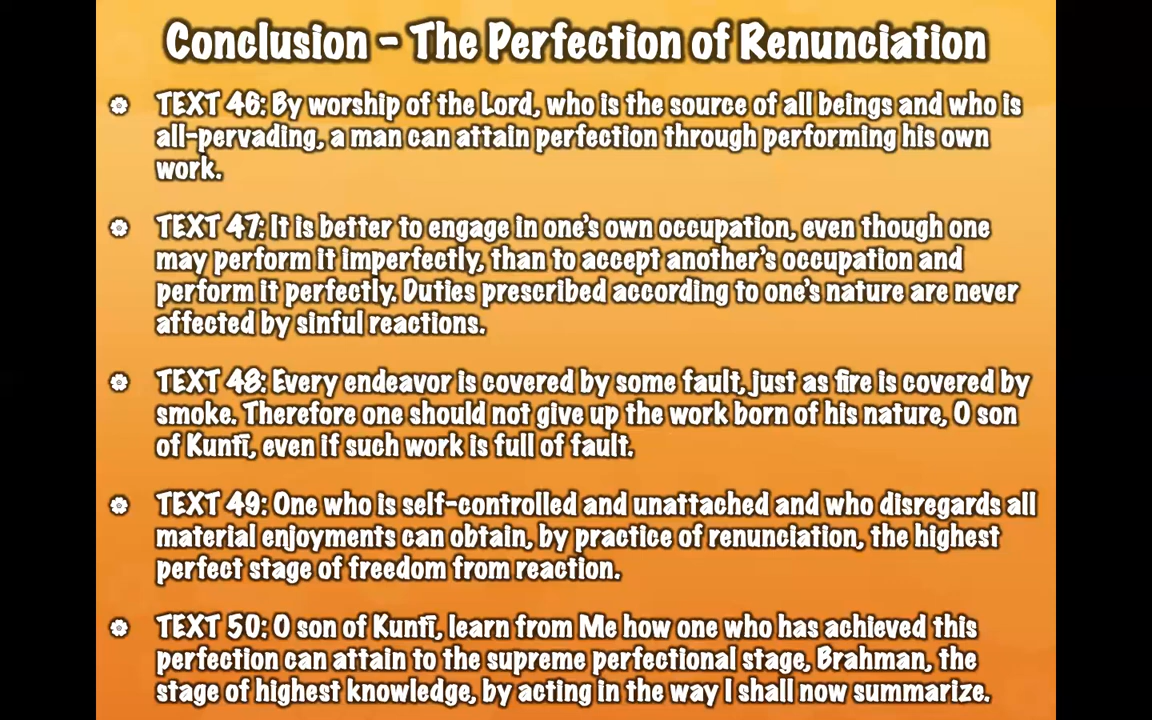 Conclusion - The Perfection of Renunciation
TEXT 46: By worship of the Lord, who is the source of all beings and who is
all-pervading, a man can attain perfection through performing his own
work.
TEXT 47: It is better to engage in one's own occupation, even though one
may perform it imperfectly, than to accept another's occupation and
perform it perfectly. Duties prescribed according to one's nature are never
affected by sinful reactions.
TEXT 48: Every endeavor is covered by some fault, just as fire is covered by
smoke. Therefore one should not give up the work born of his nature, O son
of Kuntī, even if such work is full of fault.
TEXT 49: One who is self-controlled and unattached and who disregards all
material enjoyments can obtain, by practice of renunciation, the highest
perfect stage of freedom from reaction.
TEXT 50: O son of Kuntī, learn from Me how one who has achieved this
perfection can attain to the supreme perfectional stage, Brahman, the
stage of highest knowledge, by acting in the way I shall now summarize.